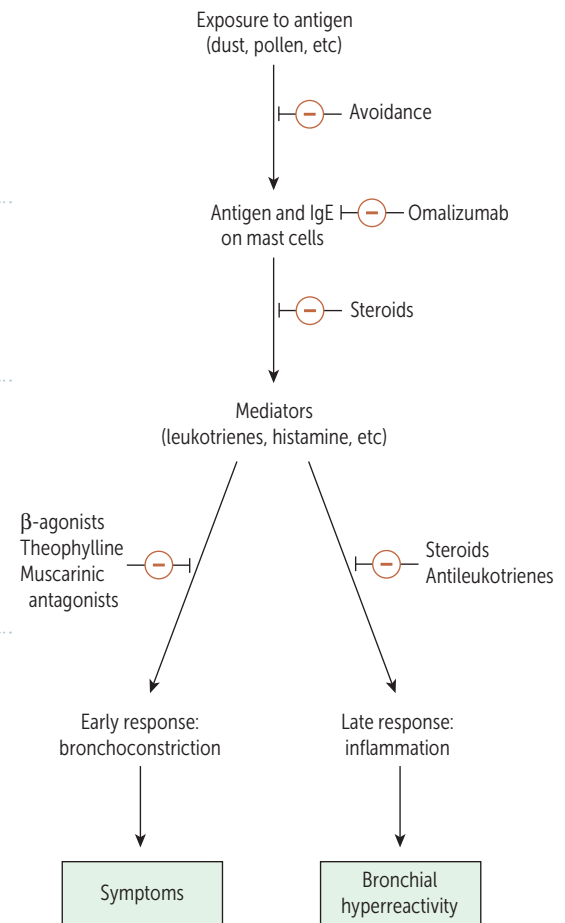 Exposure to antigen
(dust, pollen, etc)
Avoidance
Antigen and IgE
on mast cells
Omalizumab
Steroids
Mediators
(leukotrienes, histamine, etc)
β-agonists
Theophylline
Muscarinic
antagonists
Steroids
Antileukotrienes
Early response:
bronchoconstriction
Late response:
inflammation
Symptoms
Bronchial
hyperreactivity